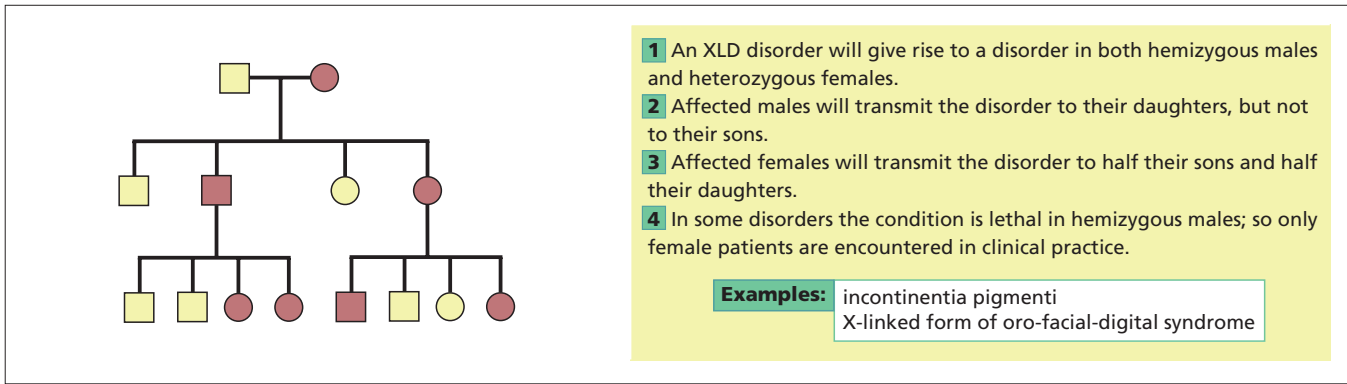 1 An XLD disorder will give rise to a disorder in both hemizygous males
and heterozygous females.
2 Affected males will transmit the disorder to their daughters, but not
to their sons.
3 Affected females will transmit the disorder to half their sons and half
their daughters.
4 In some disorders the condition is lethal in hemizygous males; so only
female patients are encountered in clinical practice.
Examples: incontinentia pigmenti
X-linked form of oro-facial-digital syndrome